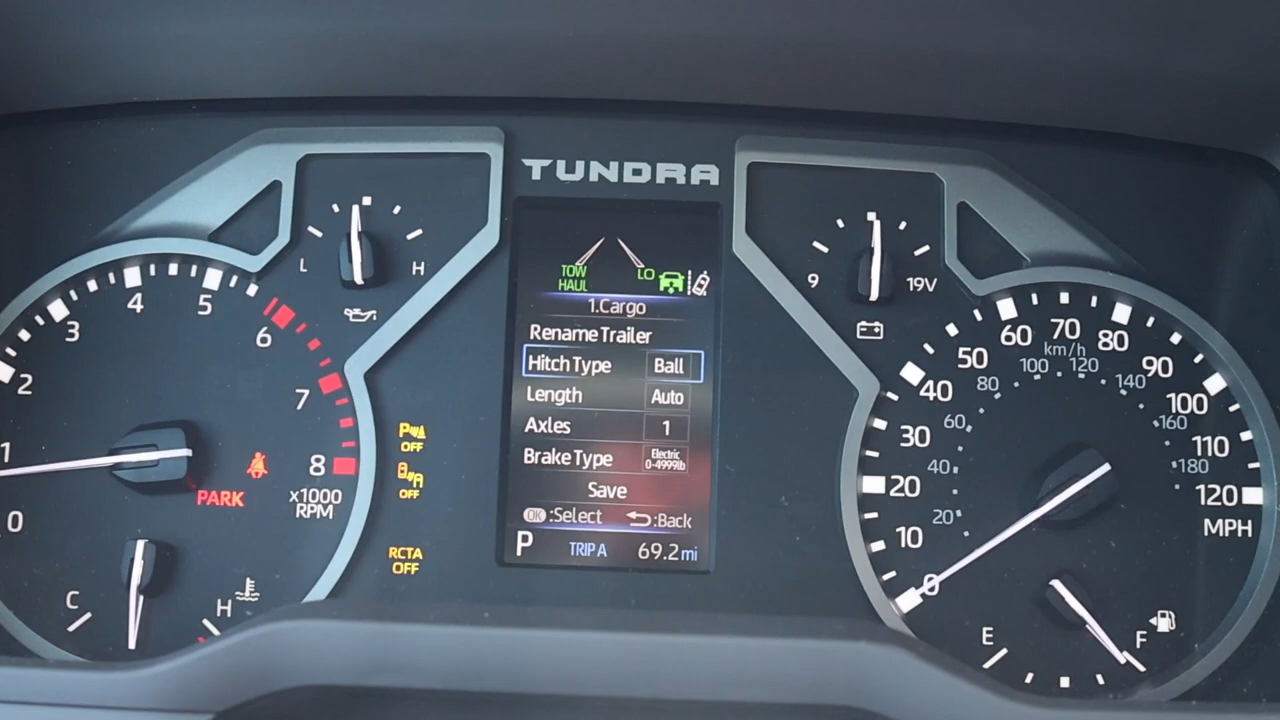 TUNDRA
TOW
HAUL
LO
1.Cargo
Rename Trailer
Hitch Type Ball
Length Auto
Axles 1
Brake Type Electric
0-4999lb
Save
OK :Select :Back
P TRIP A 69.2 mi
L H
0 1 2 3 4 5 6 7 8
x1000
RPM
PARK
C H
OFF
OFF
RCTA
OFF
9 19V
0 10 20 30 40 50 60 70 80 90 100 110 120
MPH
km/h
20 40 60 80 100 120 140 160 180
E F